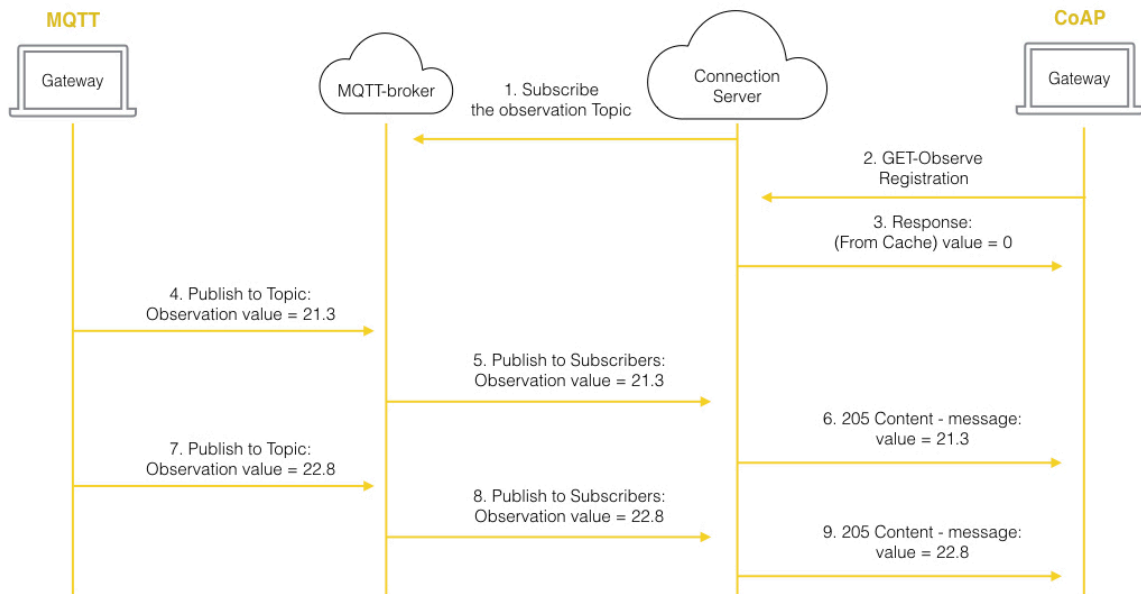 MQTT
CoAP
Gateway
MQTT-broker
Connection
Server
Gateway
1. Subscribe
the observation Topic
2. GET-Observe
Registration
3. Response:
(From Cache) value = 0
4. Publish to Topic:
Observation value = 21.3
5. Publish to Subscribers:
Observation value = 21.3
6. 205 Content - message:
value = 21.3
7. Publish to Topic:
Observation value = 22.8
8. Publish to Subscribers:
Observation value = 22.8
9. 205 Content - message:
value = 22.8